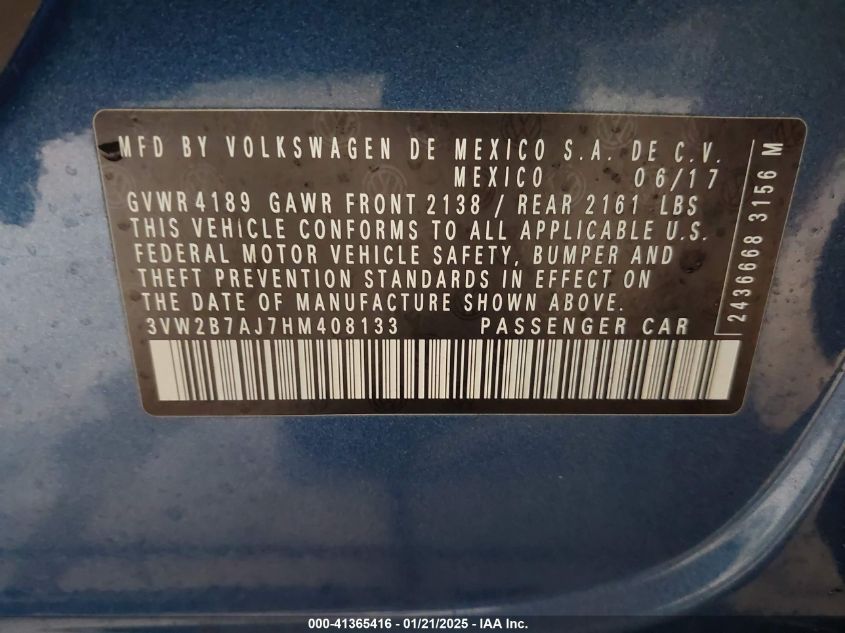 MFD BY VOLKSWAGEN DE MEXICO S.A. DE C.V.
MEXICO 06/17
GVWR 4189 GAWR FRONT 2138 / REAR 2161 LBS
THIS VEHICLE CONFORMS TO ALL APPLICABLE U.S.
FEDERAL MOTOR VEHICLE SAFETY, BUMPER AND
THEFT PREVENTION STANDARDS IN EFFECT ON
THE DATE OF MANUFACTURE SHOWN ABOVE.
3VW2B7AJ7HM408133 PASSENGER CAR
2436668 3156 M
000-41365416 - 01/21/2025 - IAA Inc.